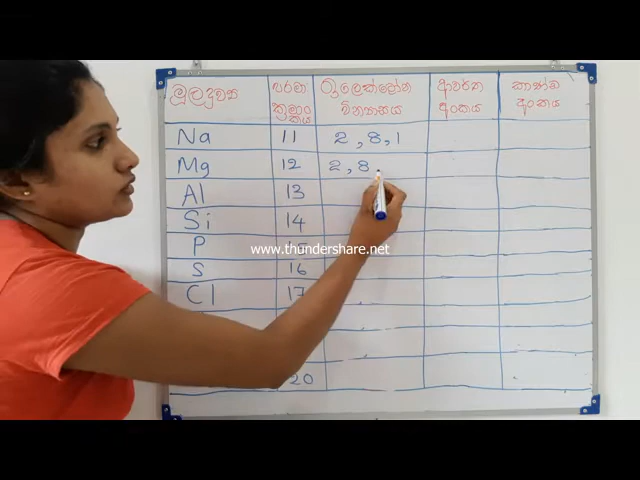 මූලද්‍රව්‍ය පරමාණු ක්‍රමාංකය ඉලෙක්ට්‍රෝන වින්‍යාසය ආවර්ත අංකය කාණ්ඩ අංකය
Na 11 2, 8, 1
Mg 12 2, 8,
Al 13
Si 14
P
www.thundershare.net
S 16
Cl 17
20